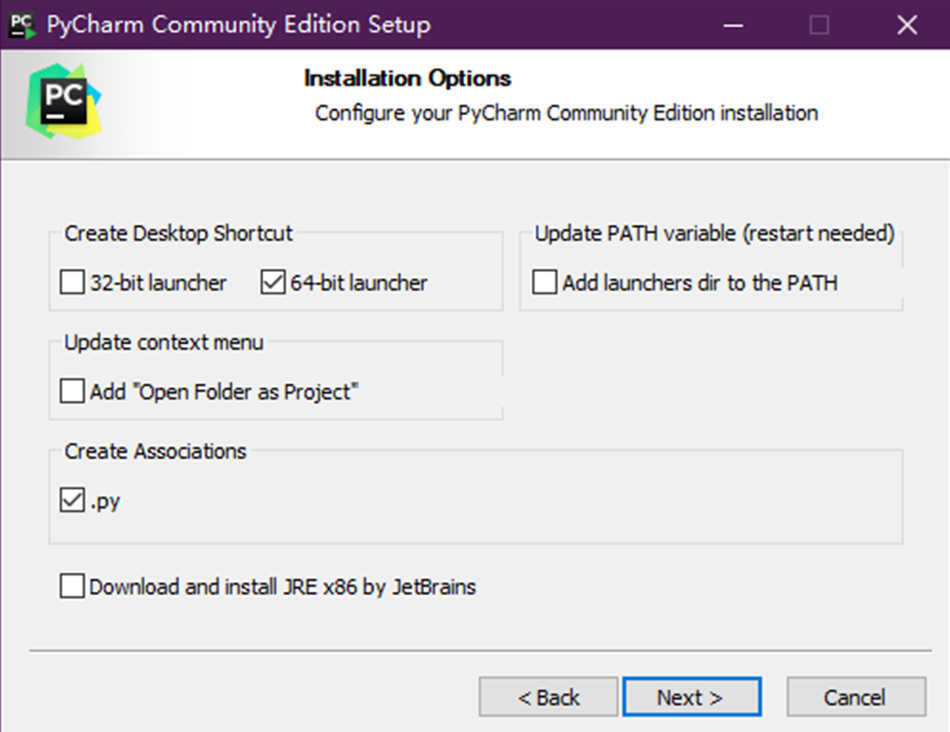 PC PyCharm Community Edition Setup
PC
Installation Options
Configure your PyCharm Community Edition installation
Create Desktop Shortcut
32-bit launcher
64-bit launcher
Update PATH variable (restart needed)
Add launchers dir to the PATH
Update context menu
Add "Open Folder as Project"
Create Associations
.py
Download and install JRE x86 by JetBrains
< Back
Next >
Cancel